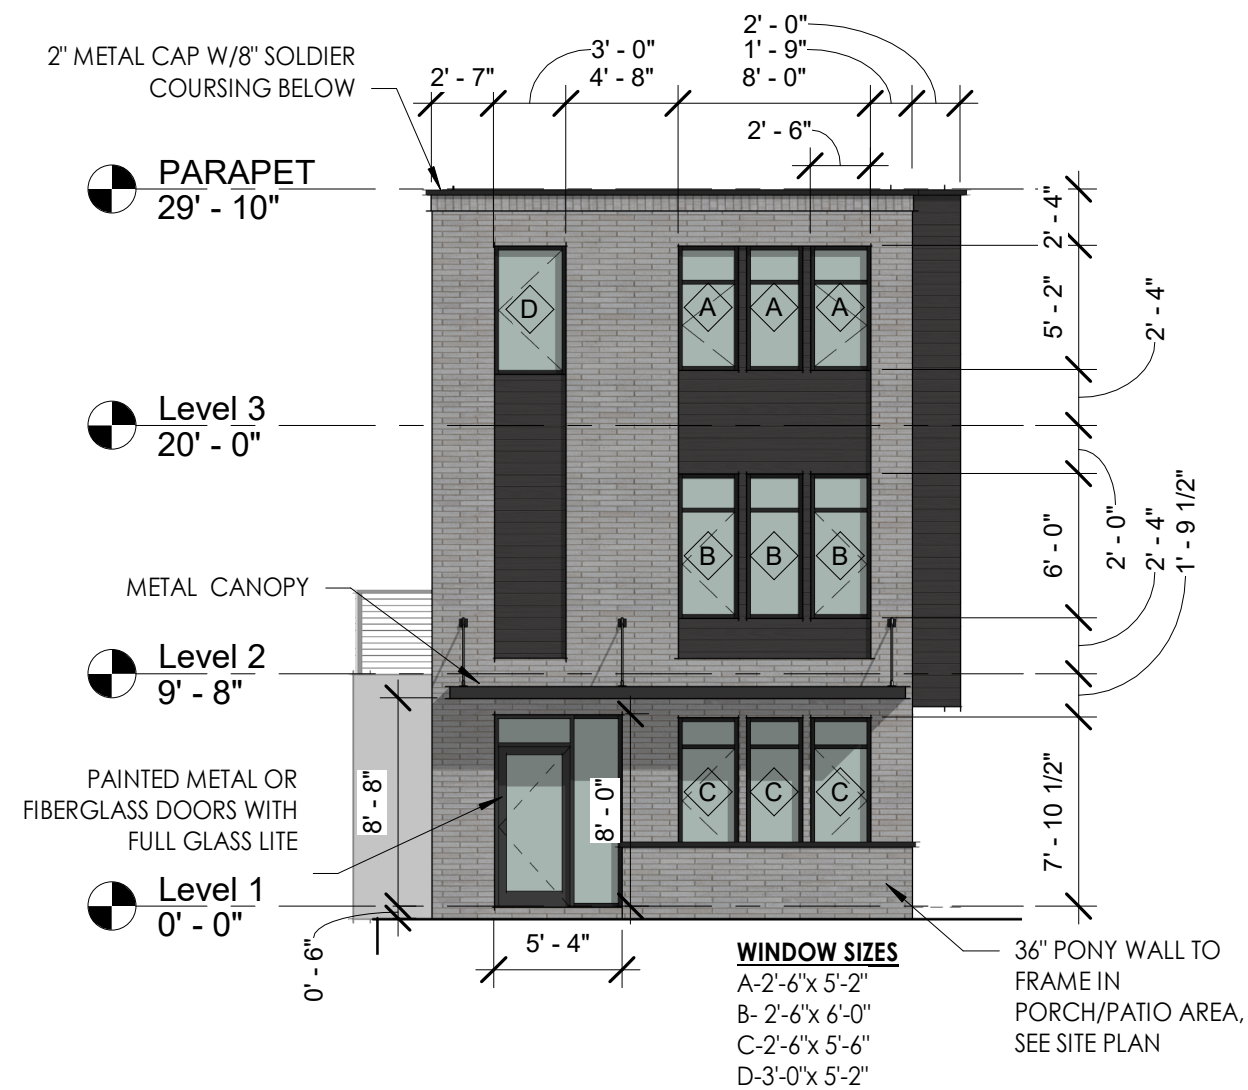 2" METAL CAP W/8" SOLDIER
COURSING BELOW
2' - 7"
3' - 0"
4' - 8"
2' - 0"
1' - 9"
8' - 0"
2' - 6"
PARAPET
29' - 10"
2' - 4"
5' - 2"
2' - 4"
D
A
A
A
Level 3
20' - 0"
B
B
B
6' - 0"
2' - 0"
2' - 4"
1' - 9 1/2"
METAL CANOPY
Level 2
9' - 8"
PAINTED METAL OR
FIBERGLASS DOORS WITH
FULL GLASS LITE
8' - 8"
8' - 0"
C
C
C
7' - 10 1/2"
Level 1
0' - 0"
0' - 6"
5' - 4"
WINDOW SIZES
A-2'-6"x 5'-2"
B- 2'-6"x 6'-0"
C-2'-6"x 5'-6"
D-3'-0"x 5'-2"
36" PONY WALL TO
FRAME IN
PORCH/PATIO AREA,
SEE SITE PLAN